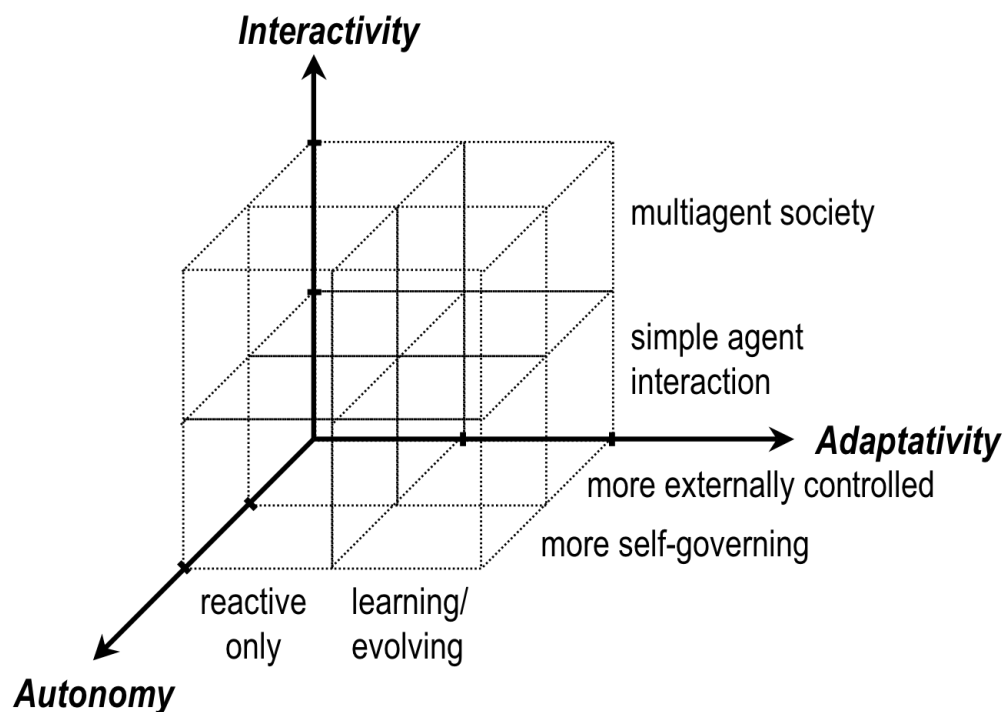 Interactivity
multiagent society
simple agent
interaction
Adaptativity
more externally controlled
more self-governing
reactive
only
learning/
evolving
Autonomy